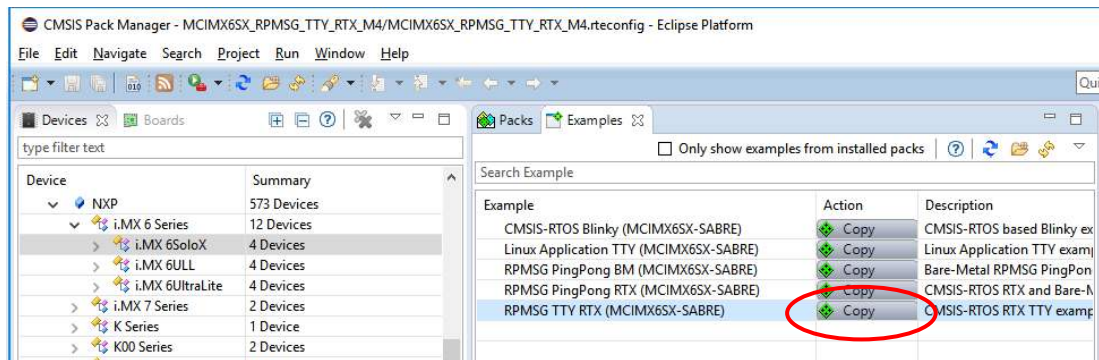 CMSIS Pack Manager - MCIMX6SX_RPMSG_TTY_RTX_M4/MCIMX6SX_RPMSG_TTY_RTX_M4.rteconfig - Eclipse Platform
File Edit Navigate Search Project Run Window Help
010
Qui
Devices Boards
type filter text
Device Summary
NXP 573 Devices
i.MX 6 Series 12 Devices
i.MX 6SoloX 4 Devices
i.MX 6ULL 4 Devices
i.MX 6UltraLite 4 Devices
i.MX 7 Series 2 Devices
K Series 1 Device
K00 Series 2 Devices
Packs Examples
Only show examples from installed packs
Search Example
Example Action Description
CMSIS-RTOS Blinky (MCIMX6SX-SABRE) Copy CMSIS-RTOS based Blinky ex
Linux Application TTY (MCIMX6SX-SABRE) Copy Linux Application TTY examp
RPMSG PingPong BM (MCIMX6SX-SABRE) Copy Bare-Metal RPMSG PingPon
RPMSG PingPong RTX (MCIMX6SX-SABRE) Copy CMSIS-RTOS RTX and Bare-M
RPMSG TTY RTX (MCIMX6SX-SABRE) Copy CMSIS-RTOS RTX TTY examp